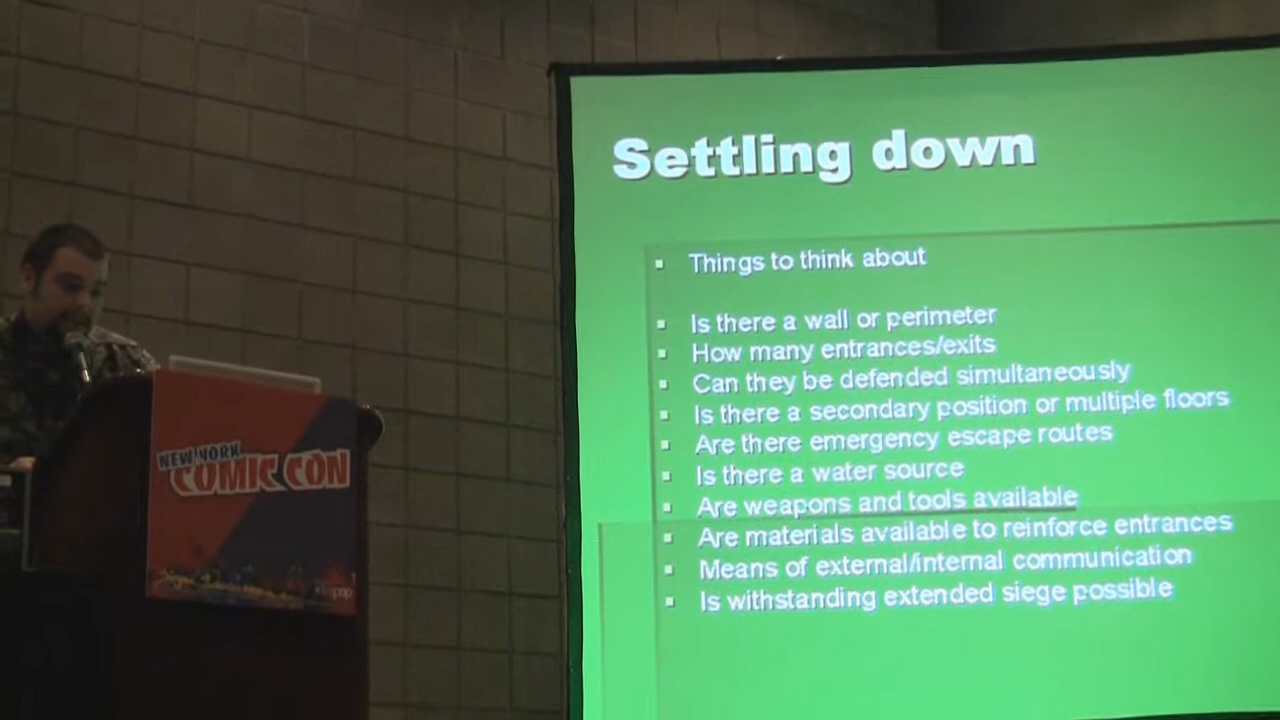 Settling down
Things to think about
Is there a wall or perimeter
How many entrances/exits
Can they be defended simultaneously
Is there a secondary position or multiple floors
Are there emergency escape routes
Is there a water source
Are weapons and tools available
Are materials available to reinforce entrances
Means of external/internal communication
Is withstanding extended siege possible
NEW YORK
COMIC CON